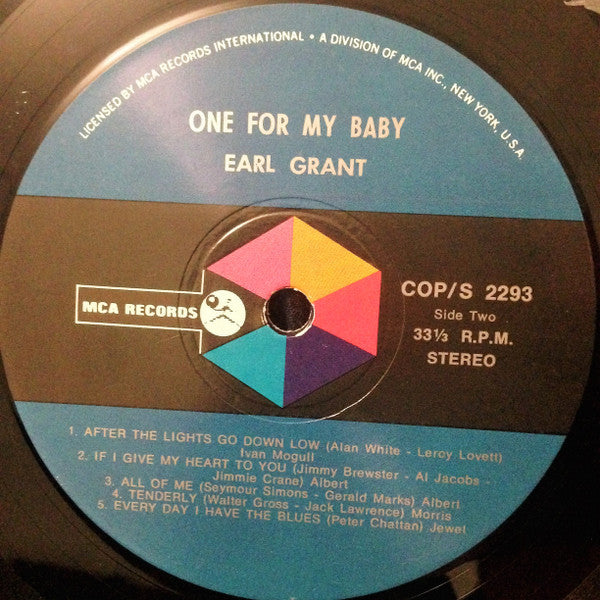 LICENSED BY MCA RECORDS INTERNATIONAL • A DIVISION OF MCA INC., NEW YORK, U.S.A.
ONE FOR MY BABY
EARL GRANT
MCA RECORDS
COP/S 2293
Side Two
33⅓ R.P.M.
STEREO
1. AFTER THE LIGHTS GO DOWN LOW (Alan White - Leroy Lovett)
Ivan Mogull
2. IF I GIVE MY HEART TO YOU (Jimmy Brewster - Al Jacobs -
Jimmie Crane) Albert
3. ALL OF ME (Seymour Simons - Gerald Marks) Albert
4. TENDERLY (Walter Gross - Jack Lawrence) Morris
5. EVERY DAY I HAVE THE BLUES (Peter Chattan) Jewel